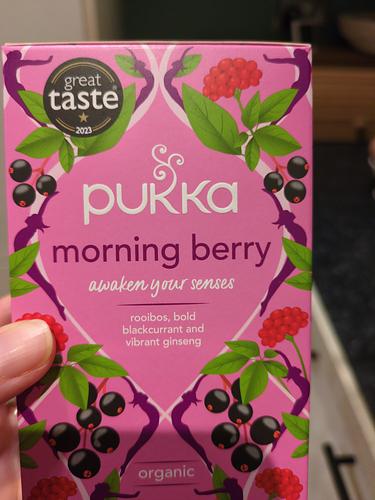 great
taste
2023
pukka
morning berry
awaken your senses
rooibos, bold
blackcurrant and
vibrant ginseng
organic